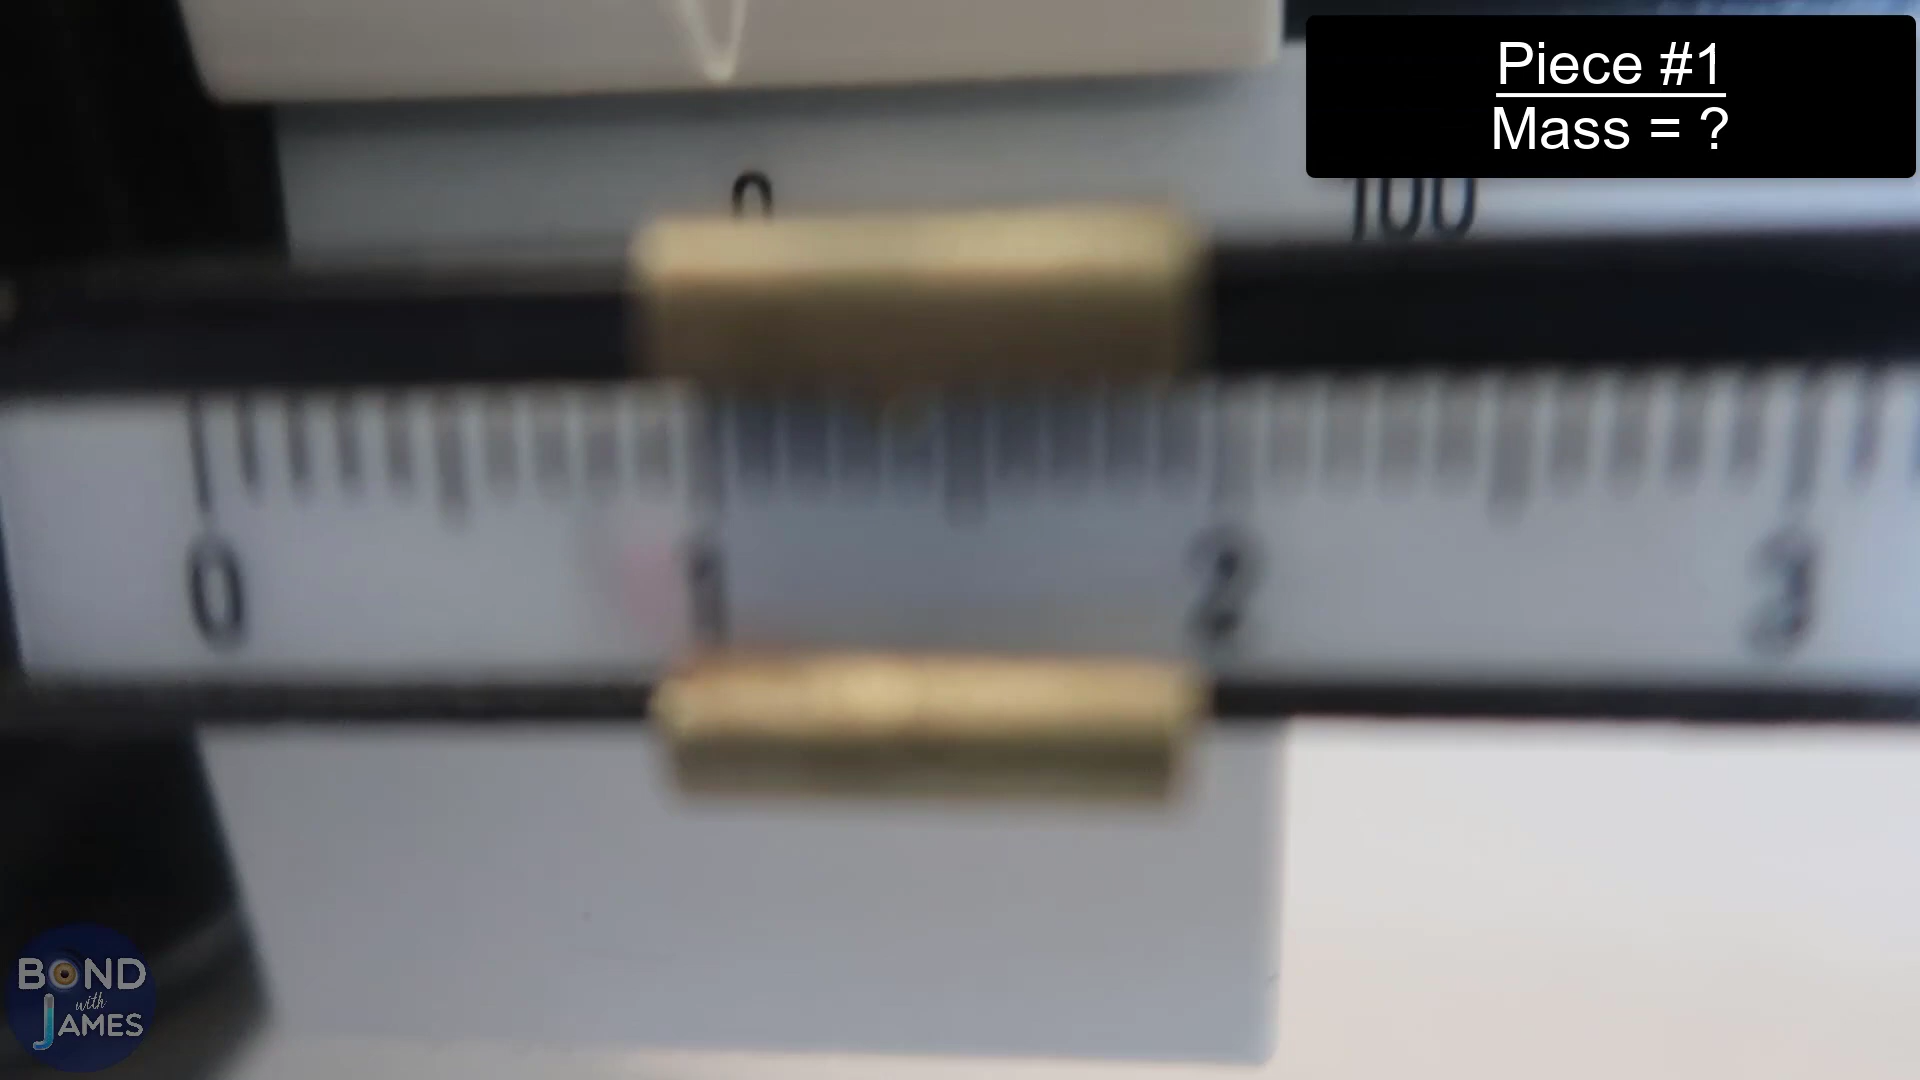 Piece #1
Mass = ?
0 100
0 1 2 3
BOND
with
JAMES